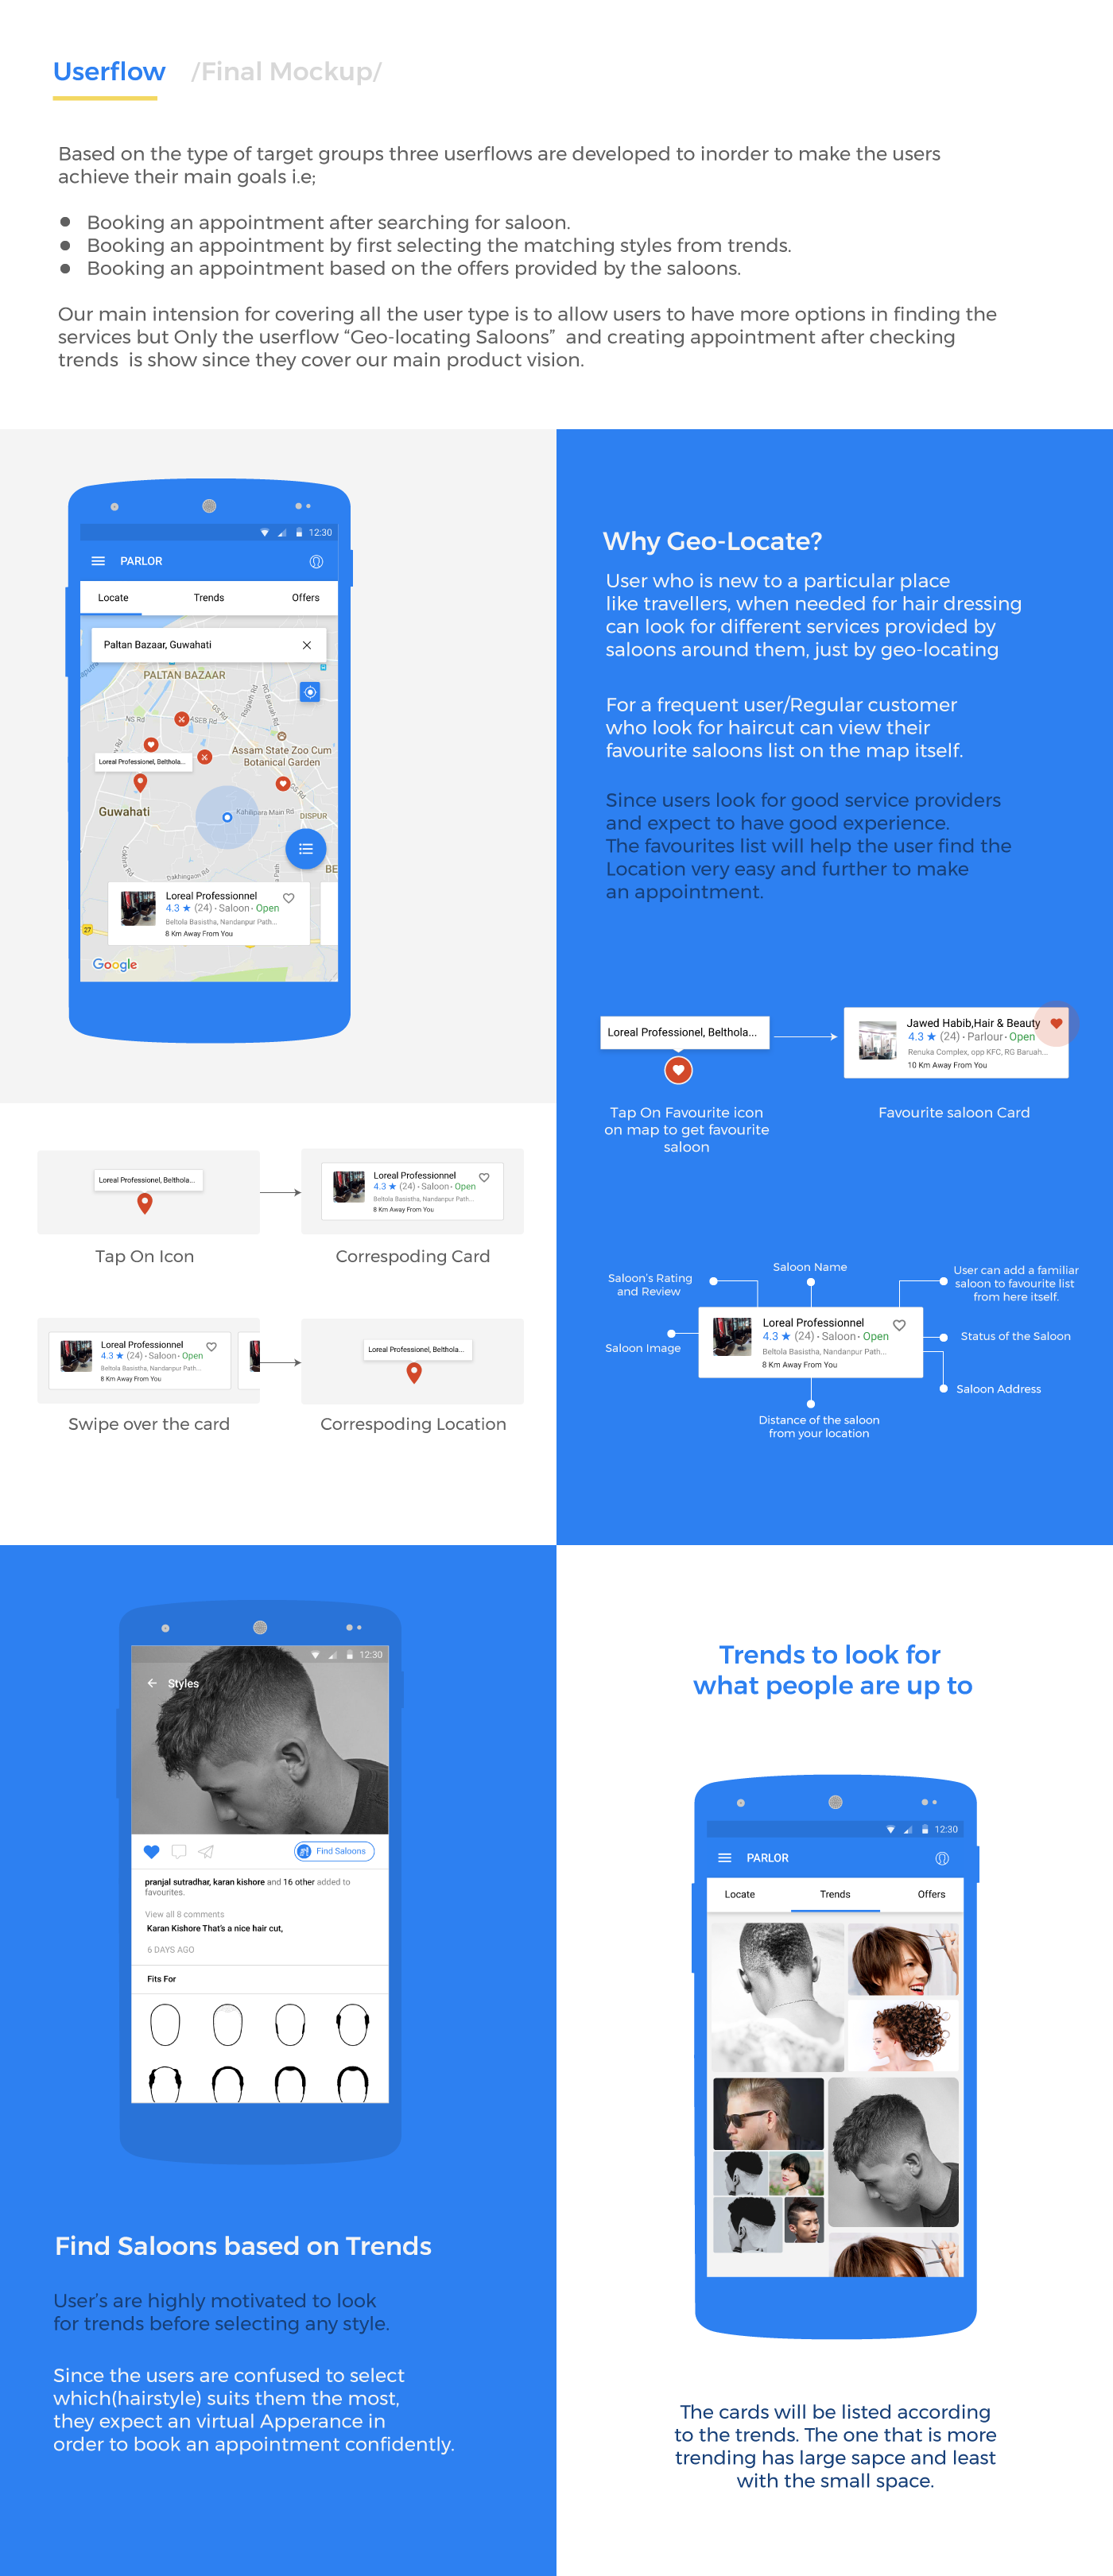 Userflow /Final Mockup/
Based on the type of target groups three userflows are developed to inorder to make the users
achieve their main goals i.e;
● Booking an appointment after searching for saloon.
● Booking an appointment by first selecting the matching styles from trends.
● Booking an appointment based on the offers provided by the saloons.
Our main intension for covering all the user type is to allow users to have more options in finding the
services but Only the userflow “Geo-locating Saloons” and creating appointment after checking
trends is show since they cover our main product vision.
12:30
PARLOR
Locate Trends Offers
Paltan Bazaar, Guwahati
PALTAN BAZAAR
NS Rd
ASEB Rd
GS Rd
Rajgarh Rd
RG Baruah Rd
Assam State Zoo Cum
Botanical Garden
Loreal Professionel, Belthola...
GS Rd
Guwahati
Kahilipara Main Rd
DISPUR
Lokhra Rd
Dakhingaon Rd
Path
BE
Loreal Professionnel
4.3 ★ (24) · Saloon · Open
Beltola Basistha, Nandanpur Path...
8 Km Away From You
27
Google
Why Geo-Locate?
User who is new to a particular place
like travellers, when needed for hair dressing
can look for different services provided by
saloons around them, just by geo-locating
For a frequent user/Regular customer
who look for haircut can view their
favourite saloons list on the map itself.
Since users look for good service providers
and expect to have good experience.
The favourites list will help the user find the
Location very easy and further to make
an appointment.
Loreal Professionel, Belthola...
Jawed Habib,Hair & Beauty
4.3 ★ (24) · Parlour · Open
Renuka Complex, opp KFC, RG Baruah...
10 Km Away From You
Tap On Favourite icon
on map to get favourite
saloon
Favourite saloon Card
Loreal Professionel, Belthola...
Loreal Professionnel
4.3 ★ (24) · Saloon · Open
Beltola Basistha, Nandanpur Path...
8 Km Away From You
Tap On Icon
Correspoding Card
Loreal Professionnel
4.3 ★ (24) · Saloon · Open
Beltola Basistha, Nandanpur Path...
8 Km Away From You
Loreal Professionel, Belthola...
Swipe over the card
Correspoding Location
Saloon's Rating
and Review
Saloon Name
User can add a familiar
saloon to favourite list
from here itself.
Saloon Image
Loreal Professionnel
4.3 ★ (24) · Saloon · Open
Beltola Basistha, Nandanpur Path...
8 Km Away From You
Status of the Saloon
Saloon Address
Distance of the saloon
from your location
12:30
Styles
Find Saloons
pranjal sutradhar, karan kishore and 16 other added to
favourites.
View all 8 comments
Karan Kishore That's a nice hair cut,
6 DAYS AGO
Fits For
Find Saloons based on Trends
User's are highly motivated to look
for trends before selecting any style.
Since the users are confused to select
which(hairstyle) suits them the most,
they expect an virtual Apperance in
order to book an appointment confidently.
Trends to look for
what people are up to
12:30
PARLOR
Locate Trends Offers
The cards will be listed according
to the trends. The one that is more
trending has large sapce and least
with the small space.